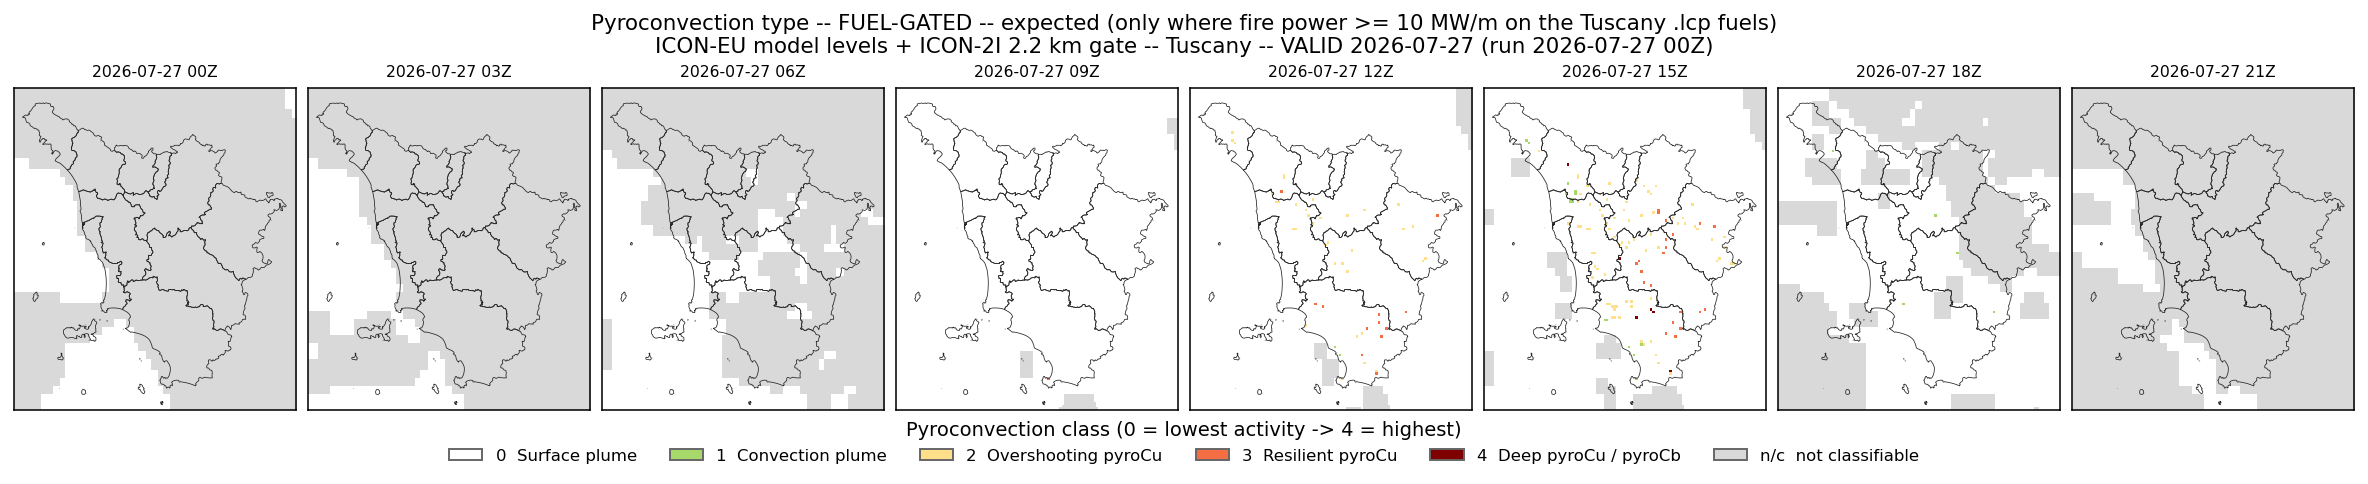 Pyroconvection type -- FUEL-GATED -- expected (only where fire power >= 10 MW/m on the Tuscany .lcp fuels)
ICON-EU model levels + ICON-2I 2.2 km gate -- Tuscany -- VALID 2026-07-27 (run 2026-07-27 00Z)
2026-07-27 00Z
2026-07-27 03Z
2026-07-27 06Z
2026-07-27 09Z
2026-07-27 12Z
2026-07-27 15Z
2026-07-27 18Z
2026-07-27 21Z
Pyroconvection class (0 = lowest activity -> 4 = highest)
0 Surface plume
1 Convection plume
2 Overshooting pyroCu
3 Resilient pyroCu
4 Deep pyroCu / pyroCb
n/c not classifiable